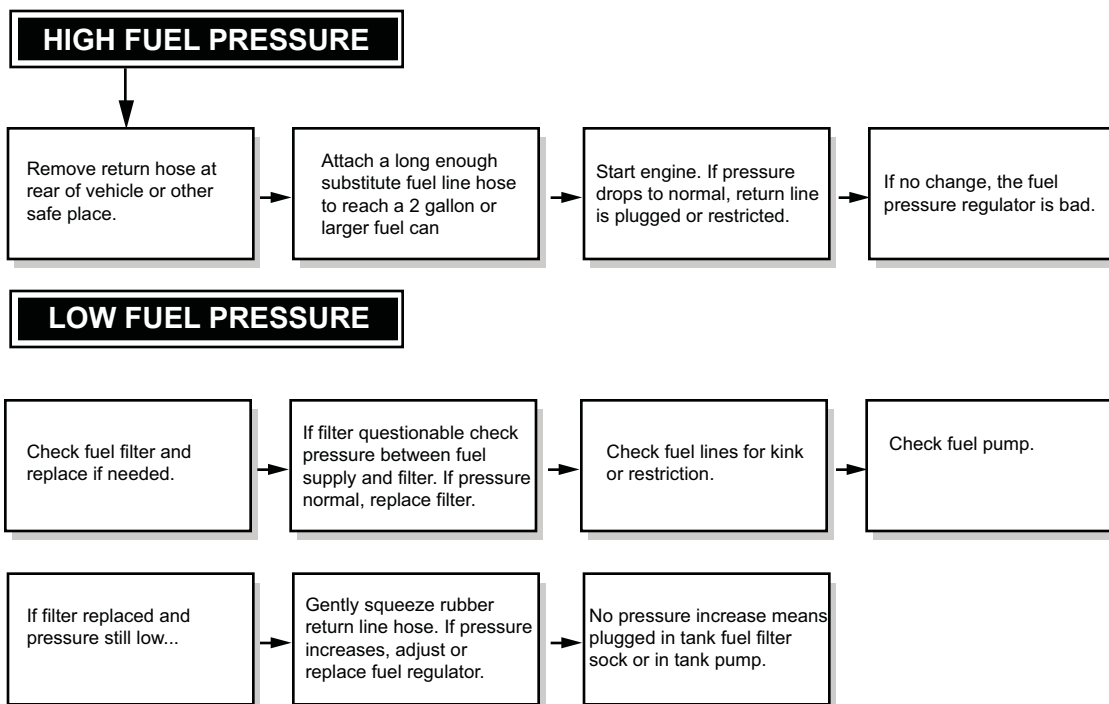 HIGH FUEL PRESSURE
Remove return hose at
rear of vehicle or other
safe place.
Attach a long enough
substitute fuel line hose
to reach a 2 gallon or
larger fuel can
Start engine. If pressure
drops to normal, return line
is plugged or restricted.
If no change, the fuel
pressure regulator is bad.
LOW FUEL PRESSURE
Check fuel filter and
replace if needed.
If filter questionable check
pressure between fuel
supply and filter. If pressure
normal, replace filter.
Check fuel lines for kink
or restriction.
Check fuel pump.
If filter replaced and
pressure still low...
Gently squeeze rubber
return line hose. If pressure
increases, adjust or
replace fuel regulator.
No pressure increase means
plugged in tank fuel filter
sock or in tank pump.